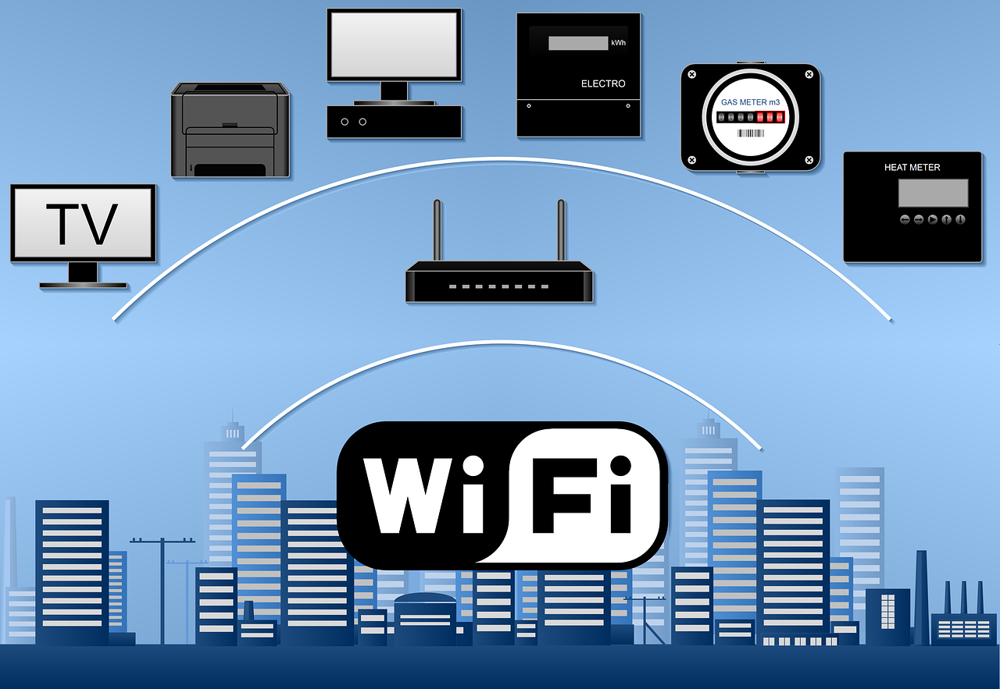 kWh
ELECTRO
GAS METER m3
HEAT METER
TV
WiFi